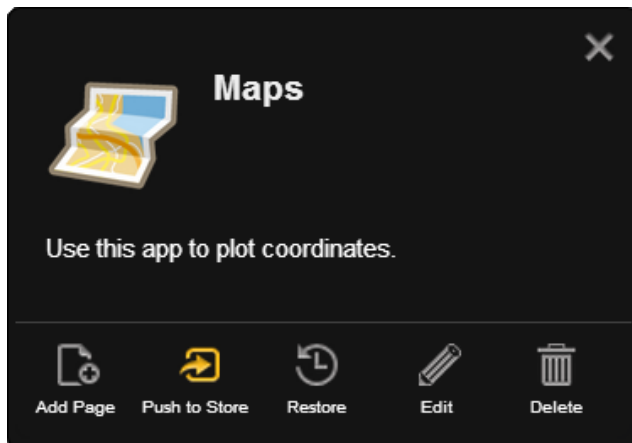 Maps
Use this app to plot coordinates.
Add Page Push to Store Restore Edit Delete